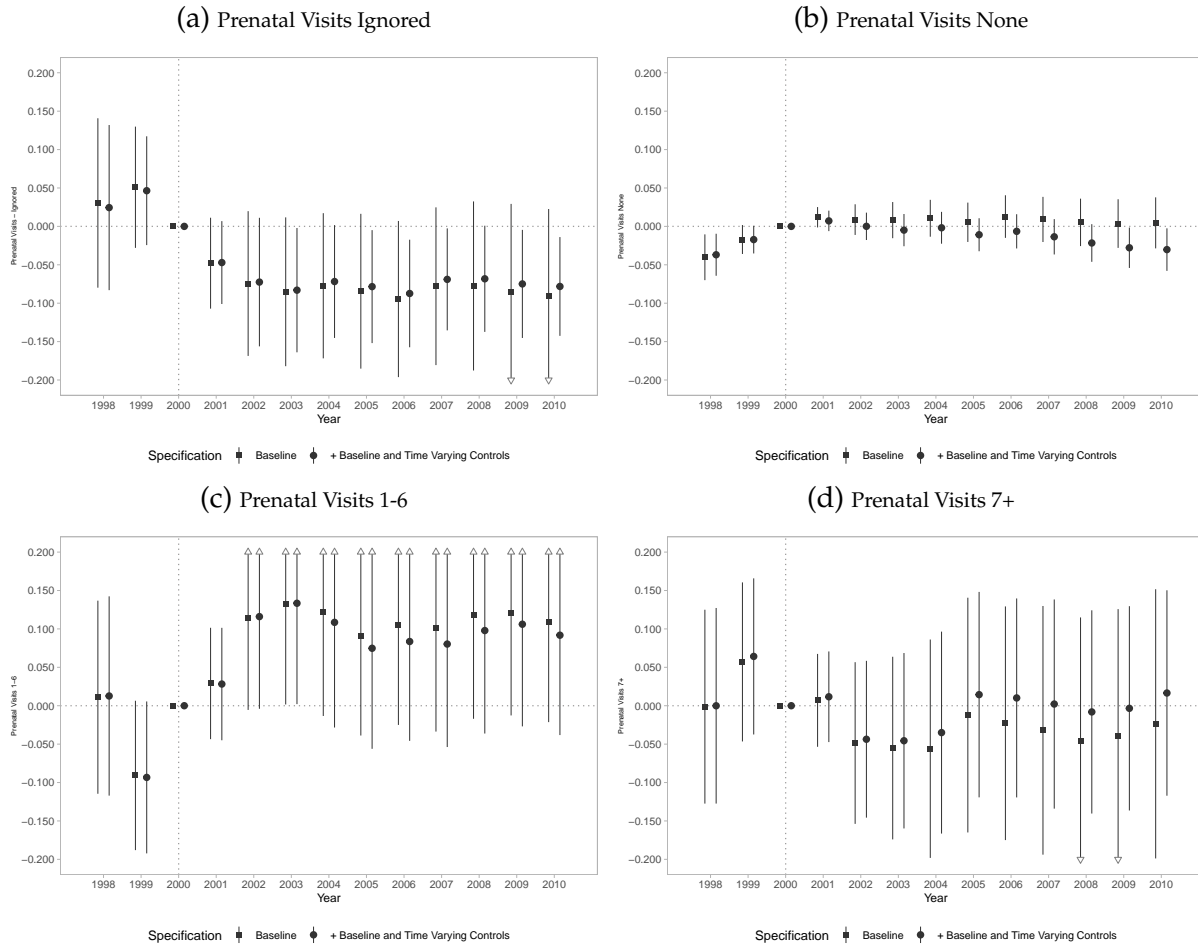 (a) Prenatal Visits Ignored
0.200
0.150
0.100
0.050
0.000
−0.050
−0.100
−0.150
−0.200
Prenatal Visits − Ignored
1998 1999 2000 2001 2002 2003 2004 2005 2006 2007 2008 2009 2010
Year
Specification Baseline + Baseline and Time Varying Controls
(b) Prenatal Visits None
0.200
0.150
0.100
0.050
0.000
−0.050
−0.100
−0.150
−0.200
Prenatal Visits None
1998 1999 2000 2001 2002 2003 2004 2005 2006 2007 2008 2009 2010
Year
Specification Baseline + Baseline and Time Varying Controls
(c) Prenatal Visits 1-6
0.200
0.150
0.100
0.050
0.000
−0.050
−0.100
−0.150
−0.200
Prenatal Visits 1−6
1998 1999 2000 2001 2002 2003 2004 2005 2006 2007 2008 2009 2010
Year
Specification Baseline + Baseline and Time Varying Controls
(d) Prenatal Visits 7+
0.200
0.150
0.100
0.050
0.000
−0.050
−0.100
−0.150
−0.200
Prenatal Visits 7+
1998 1999 2000 2001 2002 2003 2004 2005 2006 2007 2008 2009 2010
Year
Specification Baseline + Baseline and Time Varying Controls